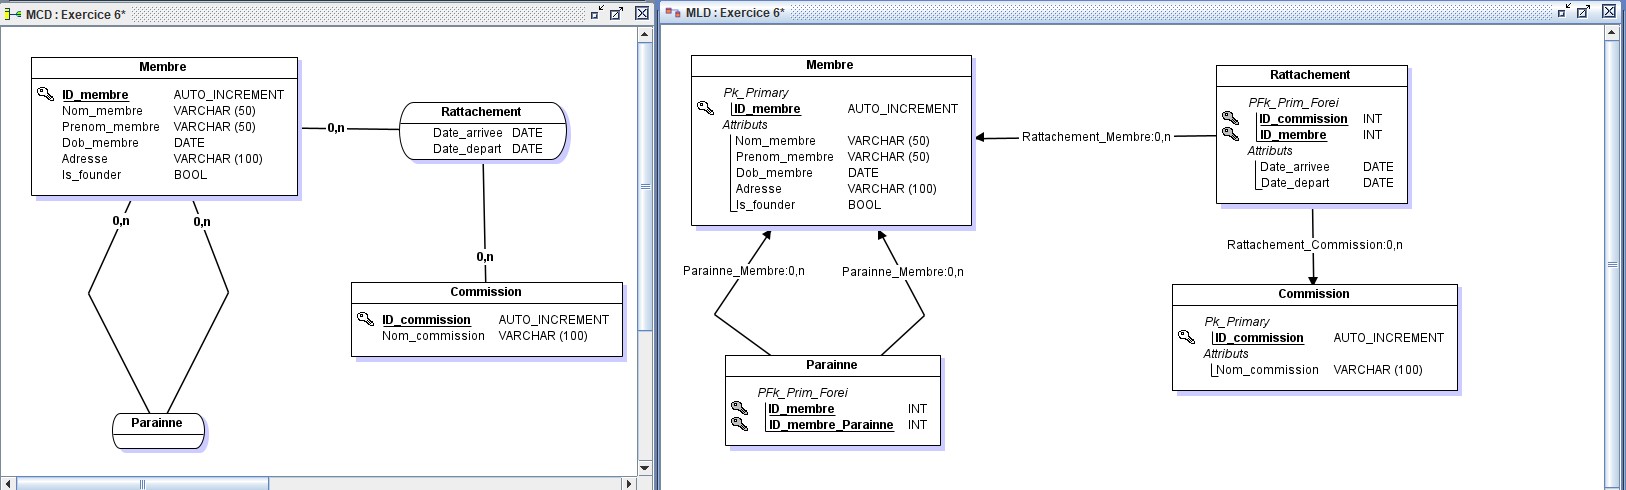 MCD : Exercice 6*
Membre
ID_membre AUTO_INCREMENT
Nom_membre VARCHAR (50)
Prenom_membre VARCHAR (50)
Dob_membre DATE
Adresse VARCHAR (100)
Is_founder BOOL
0,n
Rattachement
Date_arrivee DATE
Date_depart DATE
0,n 0,n
0,n
Commission
ID_commission AUTO_INCREMENT
Nom_commission VARCHAR (100)
Parainne
MLD : Exercice 6*
Membre
Pk_Primary
ID_membre AUTO_INCREMENT
Attributs
Nom_membre VARCHAR (50)
Prenom_membre VARCHAR (50)
Dob_membre DATE
Adresse VARCHAR (100)
Is_founder BOOL
Rattachement_Membre:0,n
Rattachement
PFk_Prim_Forei
ID_commission INT
ID_membre INT
Attributs
Date_arrivee DATE
Date_depart DATE
Rattachement_Commission:0,n
Parainne_Membre:0,n Parainne_Membre:0,n
Commission
Pk_Primary
ID_commission AUTO_INCREMENT
Attributs
Nom_commission VARCHAR (100)
Parainne
PFk_Prim_Forei
ID_membre INT
ID_membre_Parainne INT